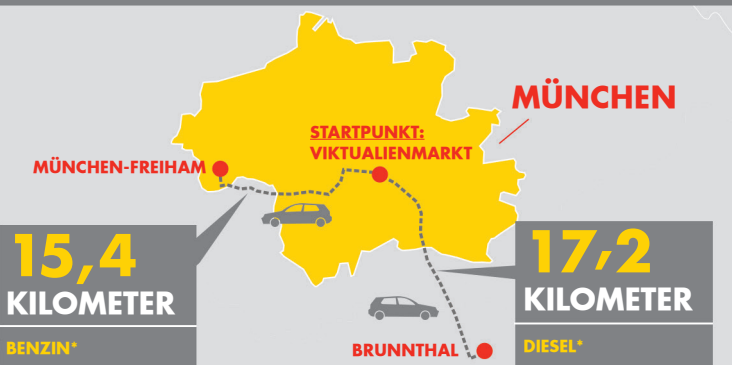 MÜNCHEN
STARTPUNKT:
VIKTUALIENMARKT
MÜNCHEN-FREIHAM
15,4
KILOMETER
BENZIN*
17,2
KILOMETER
DIESEL*
BRUNNTHAL